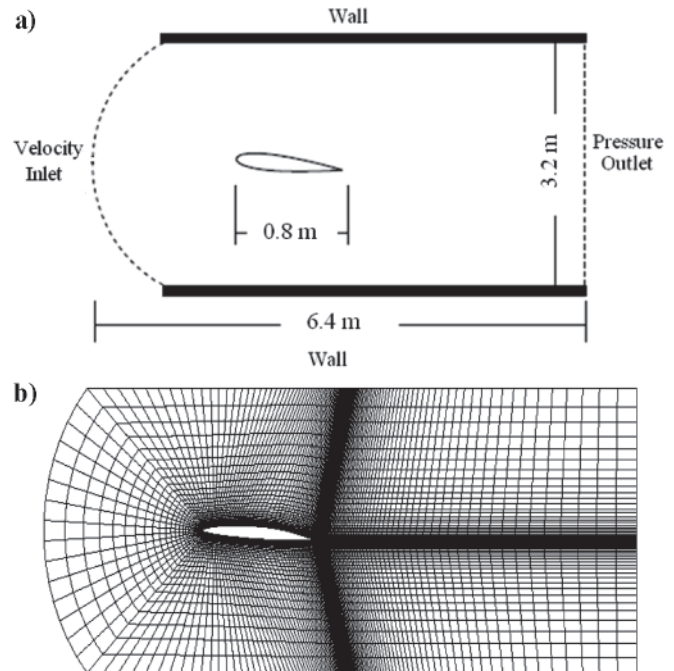 a)
Wall
Velocity
Inlet
Pressure
Outlet
3.2 m
0.8 m
6.4 m
Wall
b)